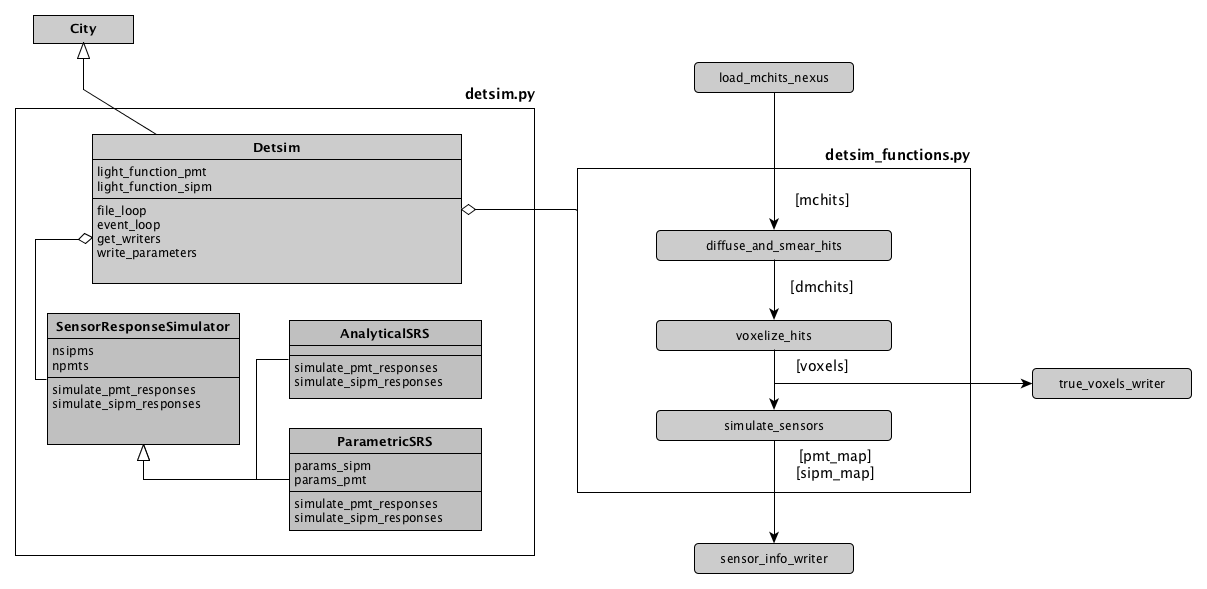 City
detsim.py
Detsim
light_function_pmt
light_function_sipm
file_loop
event_loop
get_writers
write_parameters
SensorResponseSimulator
nsipms
npmts
simulate_pmt_responses
simulate_sipm_responses
AnalyticalSRS
simulate_pmt_responses
simulate_sipm_responses
ParametricSRS
params_sipm
params_pmt
simulate_pmt_responses
simulate_sipm_responses
load_mchits_nexus
detsim_functions.py
[mchits]
diffuse_and_smear_hits
[dmchits]
voxelize_hits
[voxels]
true_voxels_writer
simulate_sensors
[pmt_map]
[sipm_map]
sensor_info_writer